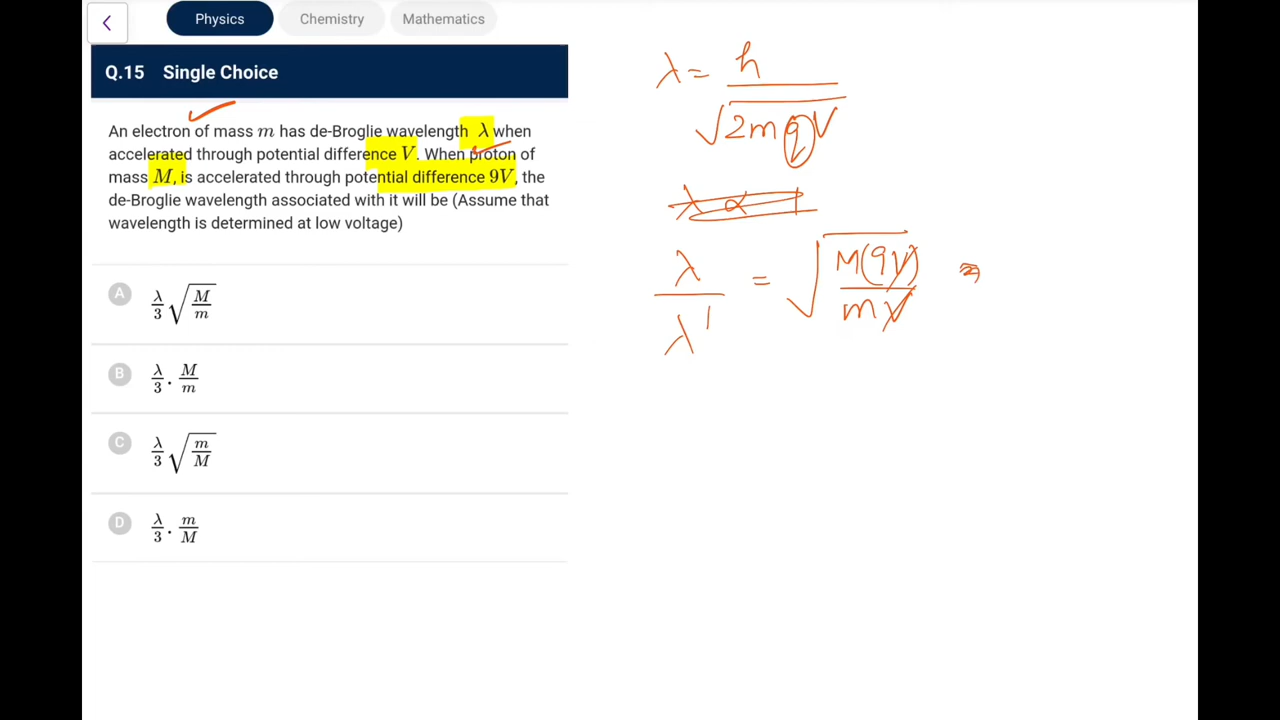 Physics Chemistry Mathematics
Q.15 Single Choice
An electron of mass m has de-Broglie wavelength λ when
accelerated through potential difference V. When proton of
mass M, is accelerated through potential difference 9V, the
de-Broglie wavelength associated with it will be (Assume that
wavelength is determined at low voltage)
A λ/3 √(M/m)
B λ/3 · M/m
C λ/3 √(m/M)
D λ/3 · m/M
λ = h/√(2mqV)
λ α 1
λ/λ' = √(M(9V)/mV) ⇒